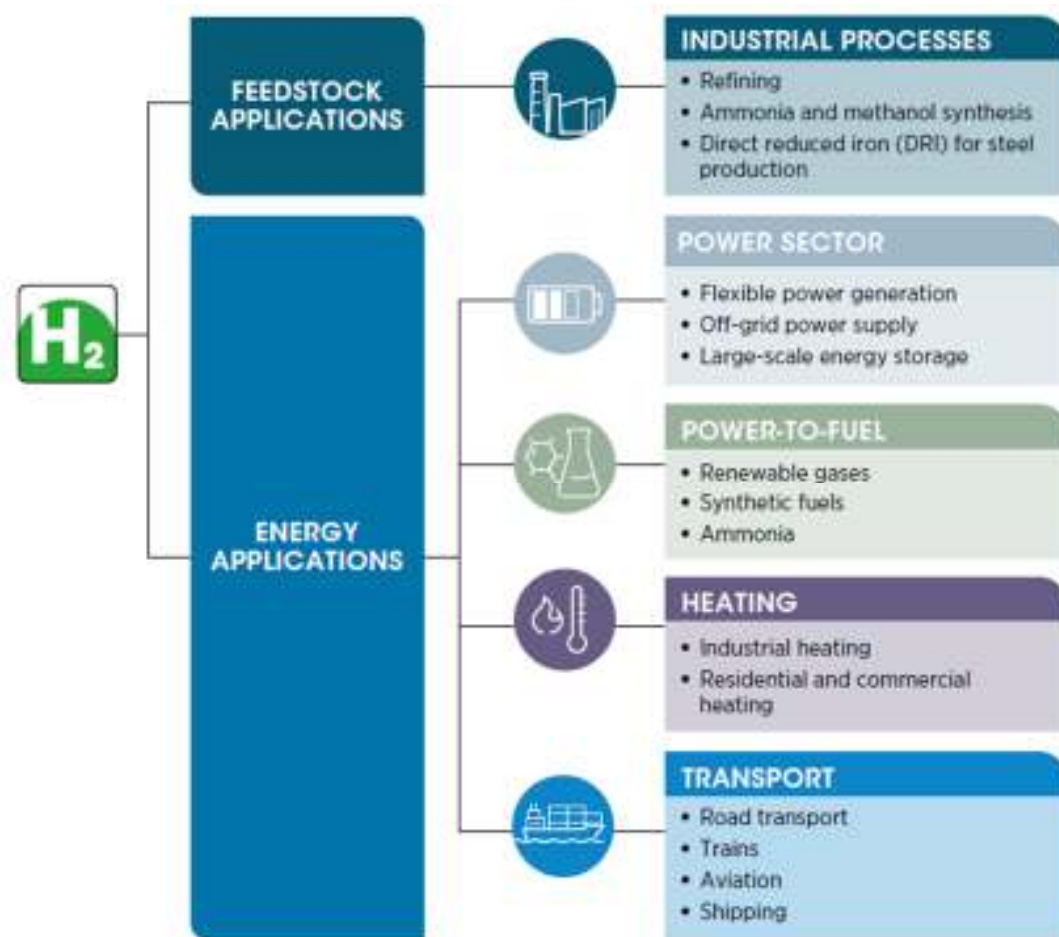 H2
FEEDSTOCK
APPLICATIONS
INDUSTRIAL PROCESSES
• Refining
• Ammonia and methanol synthesis
• Direct reduced iron (DRI) for steel
production
ENERGY
APPLICATIONS
POWER SECTOR
• Flexible power generation
• Off-grid power supply
• Large-scale energy storage
POWER-TO-FUEL
• Renewable gases
• Synthetic fuels
• Ammonia
HEATING
• Industrial heating
• Residential and commercial
heating
TRANSPORT
• Road transport
• Trains
• Aviation
• Shipping